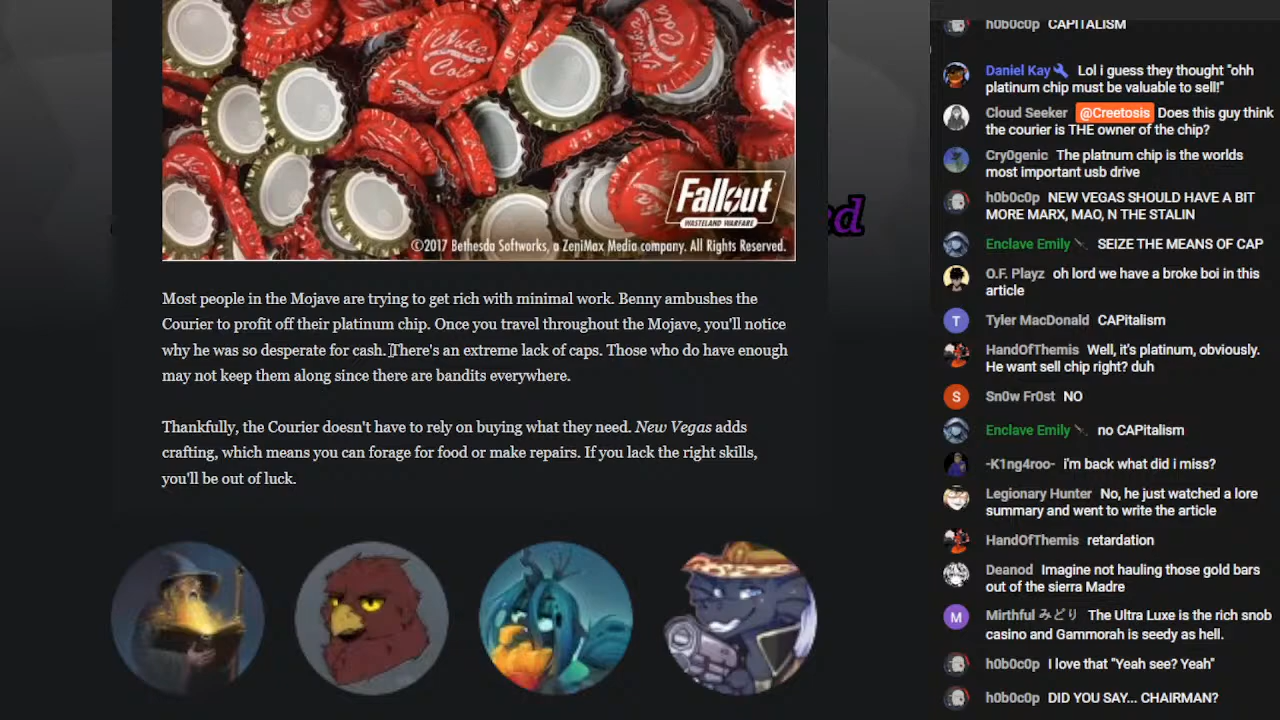 Nuka Cola
Nuka Cola
Fallout
WASTELAND WARFARE
©2017 Bethesda Softworks, a ZeniMax Media company. All Rights Reserved.
ed
Most people in the Mojave are trying to get rich with minimal work. Benny ambushes the
Courier to profit off their platinum chip. Once you travel throughout the Mojave, you'll notice
why he was so desperate for cash. There's an extreme lack of caps. Those who do have enough
may not keep them along since there are bandits everywhere.
Thankfully, the Courier doesn't have to rely on buying what they need. New Vegas adds
crafting, which means you can forage for food or make repairs. If you lack the right skills,
you'll be out of luck.
h0b0c0p CAPITALISM
Daniel Kay Lol i guess they thought "ohh
platinum chip must be valuable to sell!"
Cloud Seeker @Creetosis Does this guy think
the courier is THE owner of the chip?
Cry0genic The platnum chip is the worlds
most important usb drive
h0b0c0p NEW VEGAS SHOULD HAVE A BIT
MORE MARX, MAO, N THE STALIN
Enclave Emily SEIZE THE MEANS OF CAP
O.F. Playz oh lord we have a broke boi in this
article
T
Tyler MacDonald CAPitalism
HandOfThemis Well, it's platinum, obviously.
He want sell chip right? duh
S
Sn0w Fr0st NO
Enclave Emily no CAPitalism
-K1ng4roo- i'm back what did i miss?
Legionary Hunter No, he just watched a lore
summary and went to write the article
HandOfThemis retardation
Deanod Imagine not hauling those gold bars
out of the sierra Madre
M
Mirthful みどり The Ultra Luxe is the rich snob
casino and Gammorah is seedy as hell.
h0b0c0p I love that "Yeah see? Yeah"
h0b0c0p DID YOU SAY... CHAIRMAN?